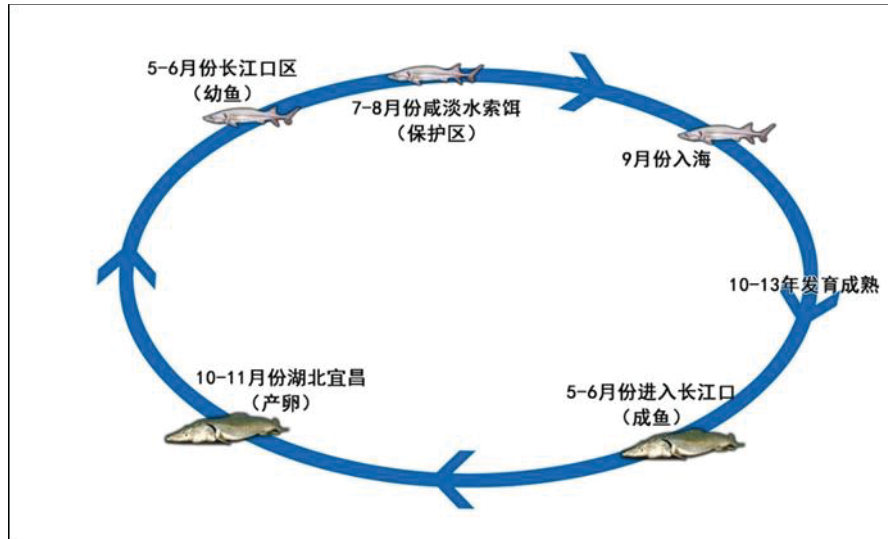 5-6月份长江口区
（幼鱼）
7-8月份咸淡水索饵
（保护区）
9月份入海
10-13年发育成熟
5-6月份进入长江口
（成鱼）
10-11月份湖北宜昌
（产卵）